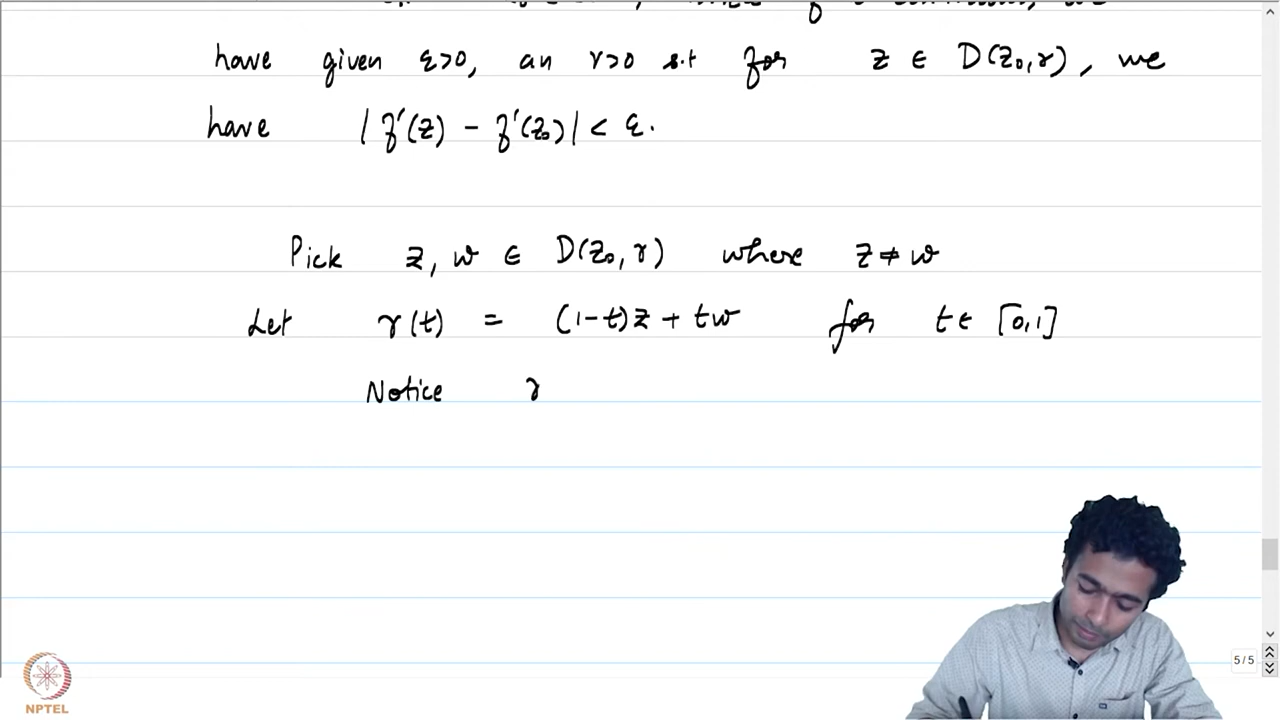 have given ε>0, an r>0 s.t for z ∈ D(z₀,r), we
have |f'(z) - f'(z₀)| < ε.
Pick z, w ∈ D(z₀, r) where z ≠ w
Let γ(t) = (1-t)z + tw for t ∈ [0,1]
Notice γ
5 / 5
NPTEL